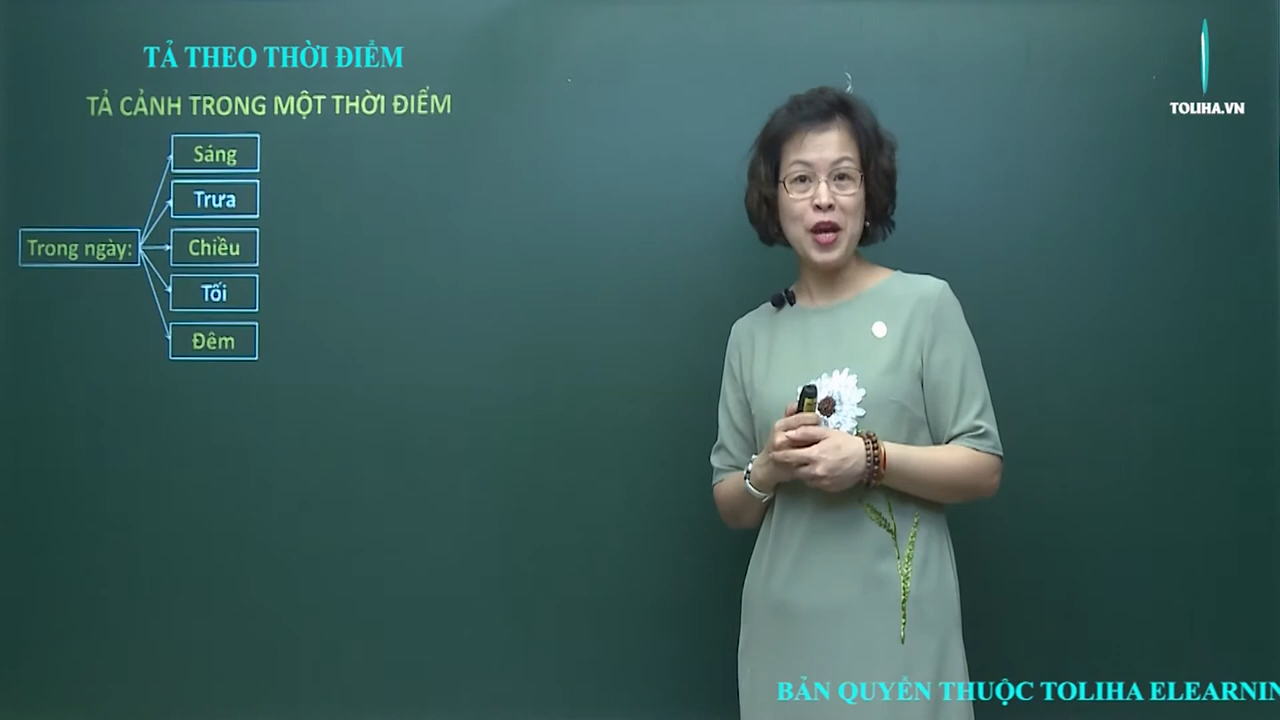 TẢ THEO THỜI ĐIỂM
TẢ CẢNH TRONG MỘT THỜI ĐIỂM
Sáng
Trưa
Trong ngày:
Chiều
Tối
Đêm
TOLIHA.VN
BẢN QUYỀN THUỘC TOLIHA ELEARNIN